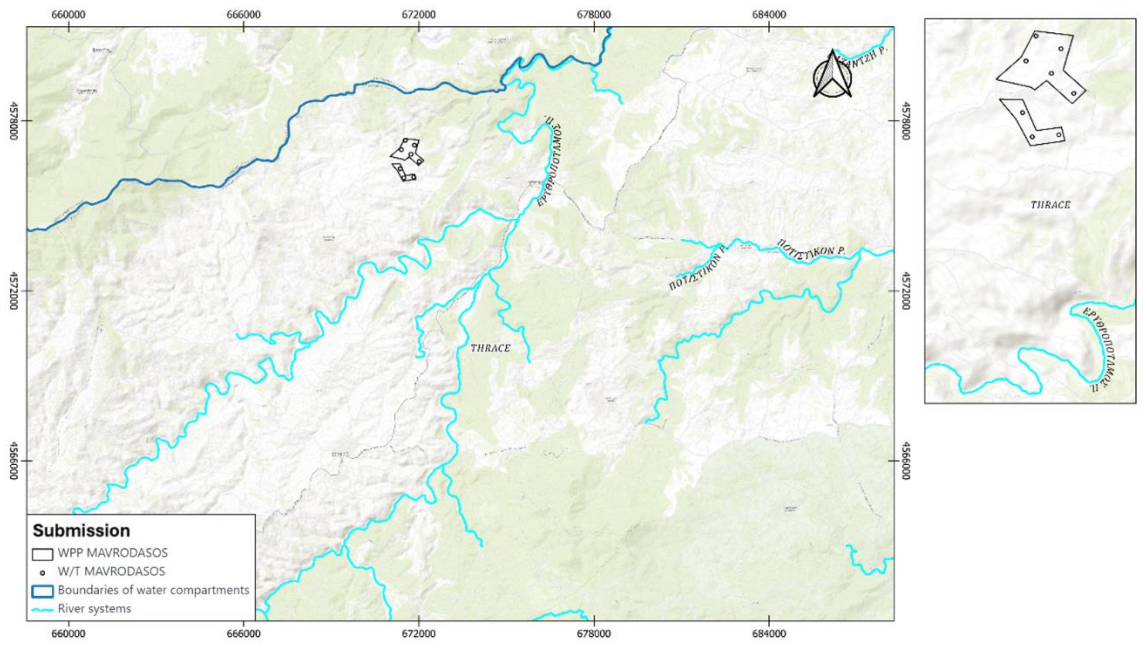 660000
666000
672000
678000
684000
ΤΖΑΝΤΖΗ Ρ.
4578000
4578000
ΕΡΥΘΡΟΠΟΤΑΜΟΣ Π.
ΠΟΤΙΣΤΙΚΟΝ Ρ.
ΠΟΤΙΣΤΙΚΟΝ Ρ.
4572000
4572000
THRACE
4566000
4566000
Submission
WPP MAVRODASOS
W/T MAVRODASOS
Boundaries of water compartments
River systems
660000
666000
672000
678000
684000
THRACE
ΕΡΥΘΡΟΠΟΤΑΜΟΣ Π.